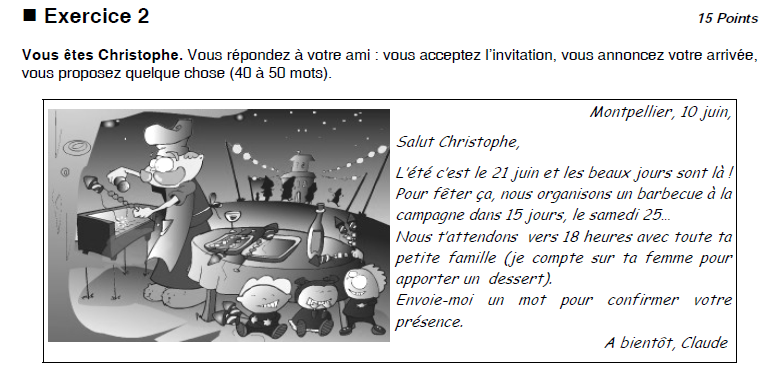 ■ Exercice 2
15 Points
Vous êtes Christophe. Vous répondez à votre ami : vous acceptez l'invitation, vous annoncez votre arrivée,
vous proposez quelque chose (40 à 50 mots).
Montpellier, 10 juin,
Salut Christophe,
L'été c'est le 21 juin et les beaux jours sont là !
Pour fêter ça, nous organisons un barbecue à la
campagne dans 15 jours, le samedi 25…
Nous t'attendons vers 18 heures avec toute ta
petite famille (je compte sur ta femme pour
apporter un dessert).
Envoie-moi un mot pour confirmer votre
présence.
A bientôt, Claude